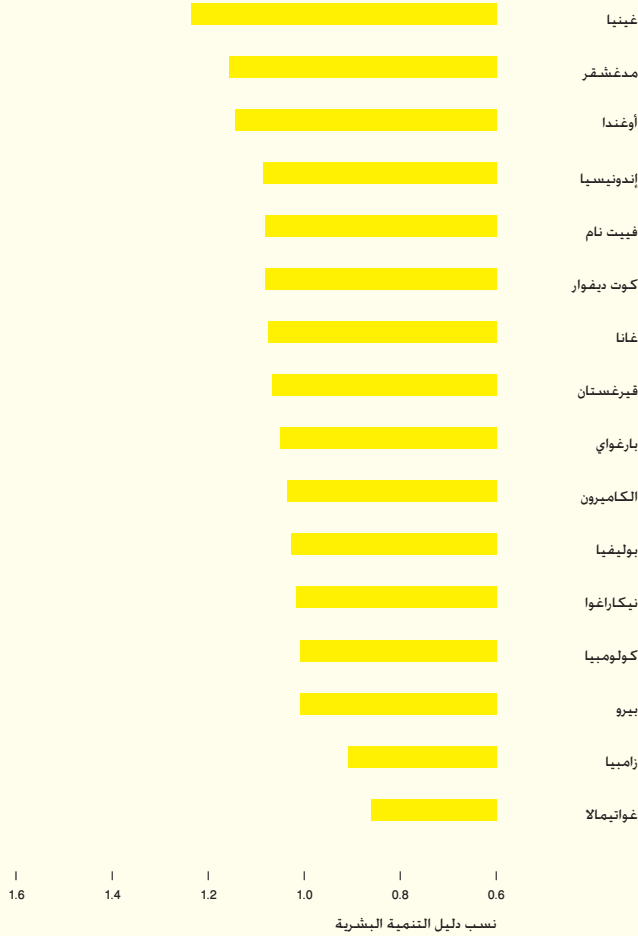 غينيا
مدغشقر
أوغندا
إندونيسيا
فييت نام
كوت ديفوار
غانا
قيرغستان
بارغواي
الكاميرون
بوليفيا
نيكاراغوا
كولومبيا
بيرو
زامبيا
غواتيمالا
0.6 0.8 1.0 1.2 1.4 1.6
نسب دليل التنمية البشرية